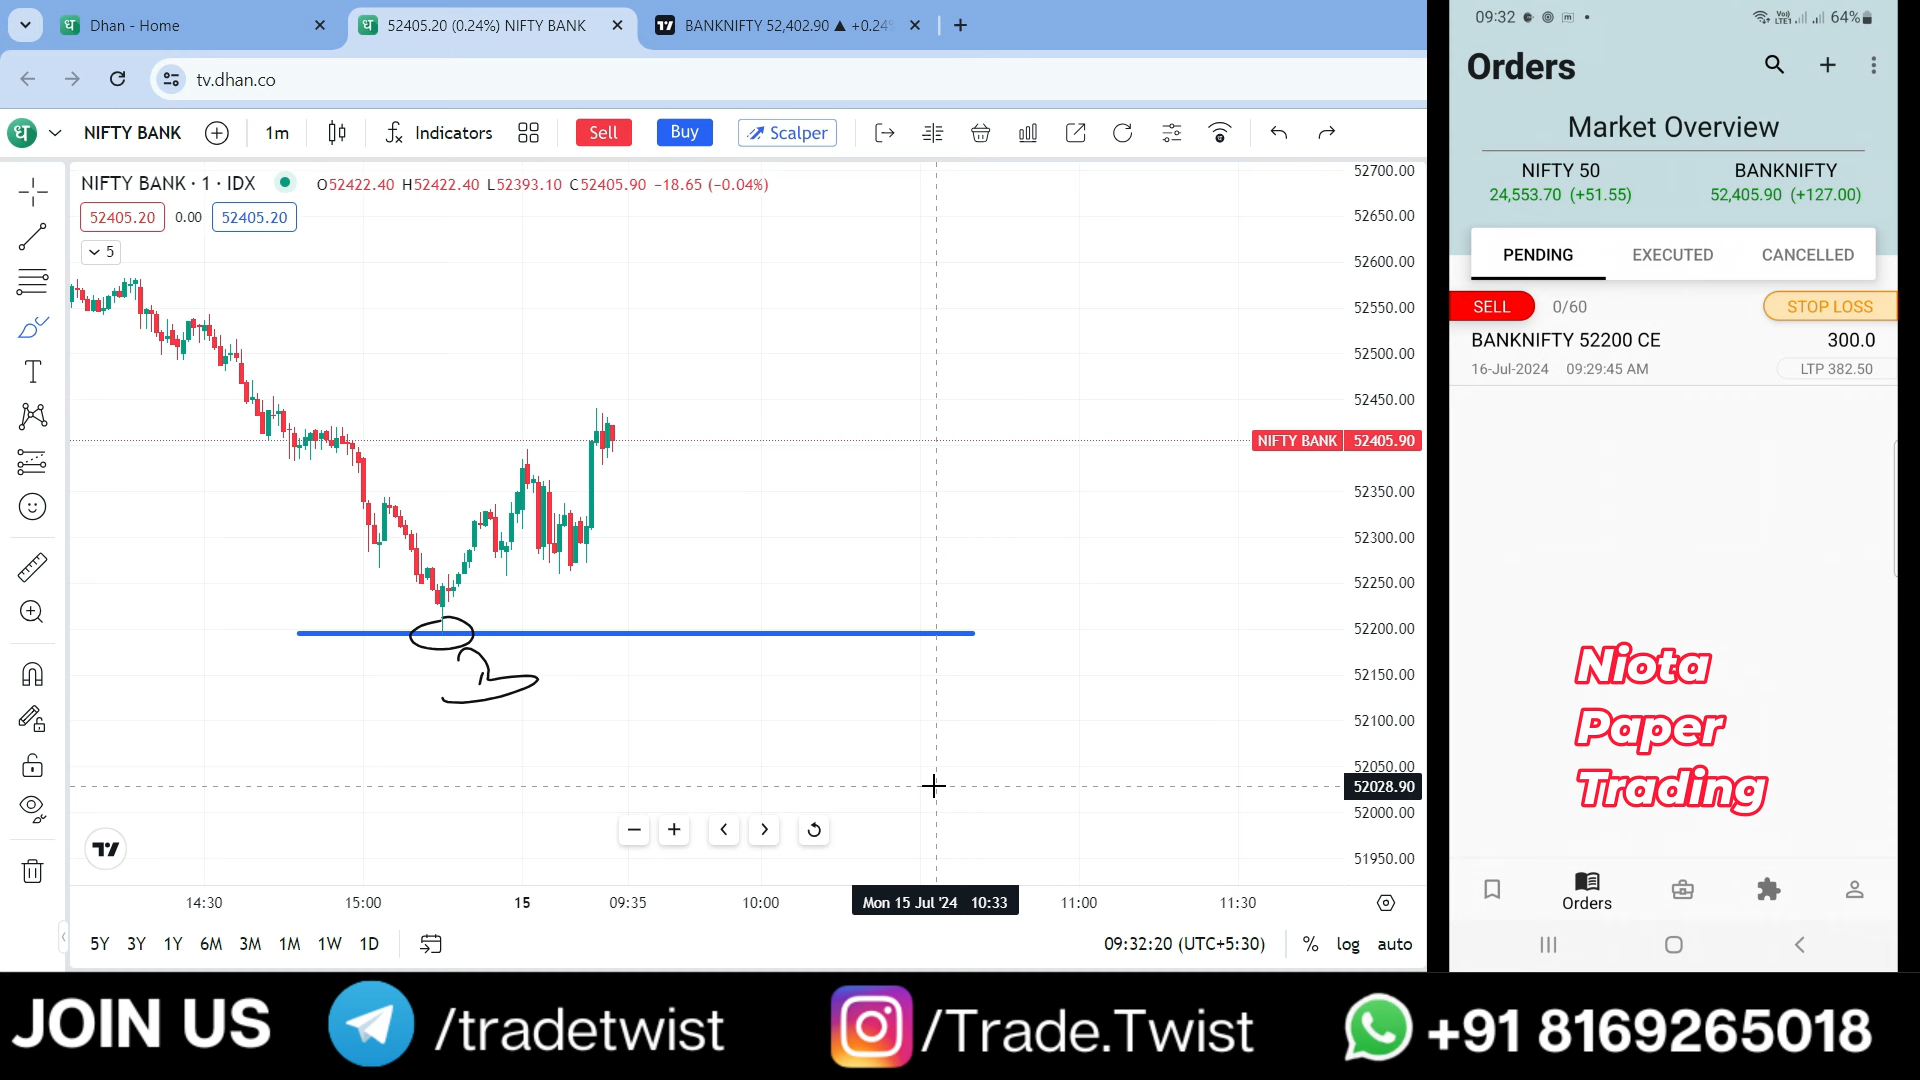 Dhan - Home
52405.20 (0.24%) NIFTY BANK
BANKNIFTY 52,402.90 ▲ +0.24%
tv.dhan.co
NIFTY BANK
1m
Indicators
Sell
Buy
Scalper
NIFTY BANK · 1 · IDX
O52422.40 H52422.40 L52393.10 C52405.90 −18.65 (−0.04%)
52405.20
0.00
52405.20
5
52700.00
52650.00
52600.00
52550.00
52500.00
52450.00
NIFTY BANK 52405.90
52350.00
52300.00
52250.00
52200.00
52150.00
52100.00
52050.00
52028.90
52000.00
51950.00
14:30
15:00
15
09:35
10:00
Mon 15 Jul '24 10:33
11:00
11:30
5Y 3Y 1Y 6M 3M 1M 1W 1D
09:32:20 (UTC+5:30)
% log auto
09:32
64%
Orders
Market Overview
NIFTY 50
24,553.70 (+51.55)
BANKNIFTY
52,405.90 (+127.00)
PENDING
EXECUTED
CANCELLED
SELL
0/60
STOP LOSS
BANKNIFTY 52200 CE
300.0
16-Jul-2024 09:29:45 AM
LTP 382.50
Niota
Paper
Trading
Orders
JOIN US
/tradetwist
/Trade.Twist
+91 8169265018